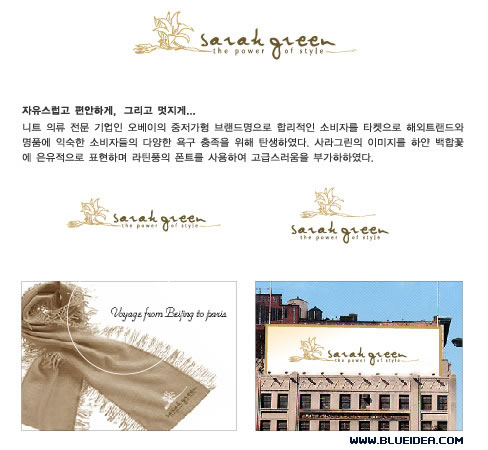 sarah green
the power of style
자유스럽고 편안하게, 그리고 멋지게...
니트 의류 전문 기업인 오베이의 중저가형 브랜드명으로 합리적인 소비자를 타켓으로 해외트랜드와
명품에 익숙한 소비자들의 다양한 욕구 충족을 위해 탄생하였다. 사라그린의 이미지를 하얀 백합꽃
에 은유적으로 표현하며 라틴풍의 폰트를 사용하여 고급스러움을 부가하하였다.
sarah green
the power of style
sarah green
the power of style
Voyage from Beijing to paris
sarah green
sarah green
the power of style
WWW.BLUEIDEA.COM